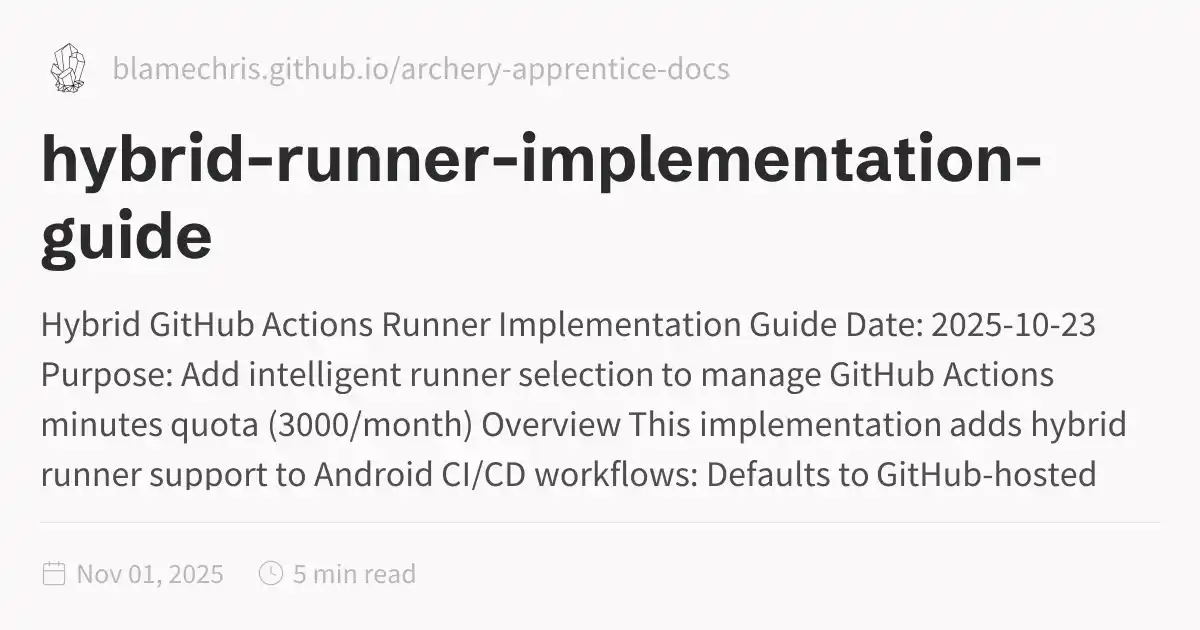 blamechris.github.io/archery-apprentice-docs
hybrid-runner-implementation-
guide
Hybrid GitHub Actions Runner Implementation Guide Date: 2025-10-23
Purpose: Add intelligent runner selection to manage GitHub Actions
minutes quota (3000/month) Overview This implementation adds hybrid
runner support to Android CI/CD workflows: Defaults to GitHub-hosted
Nov 01, 2025 5 min read